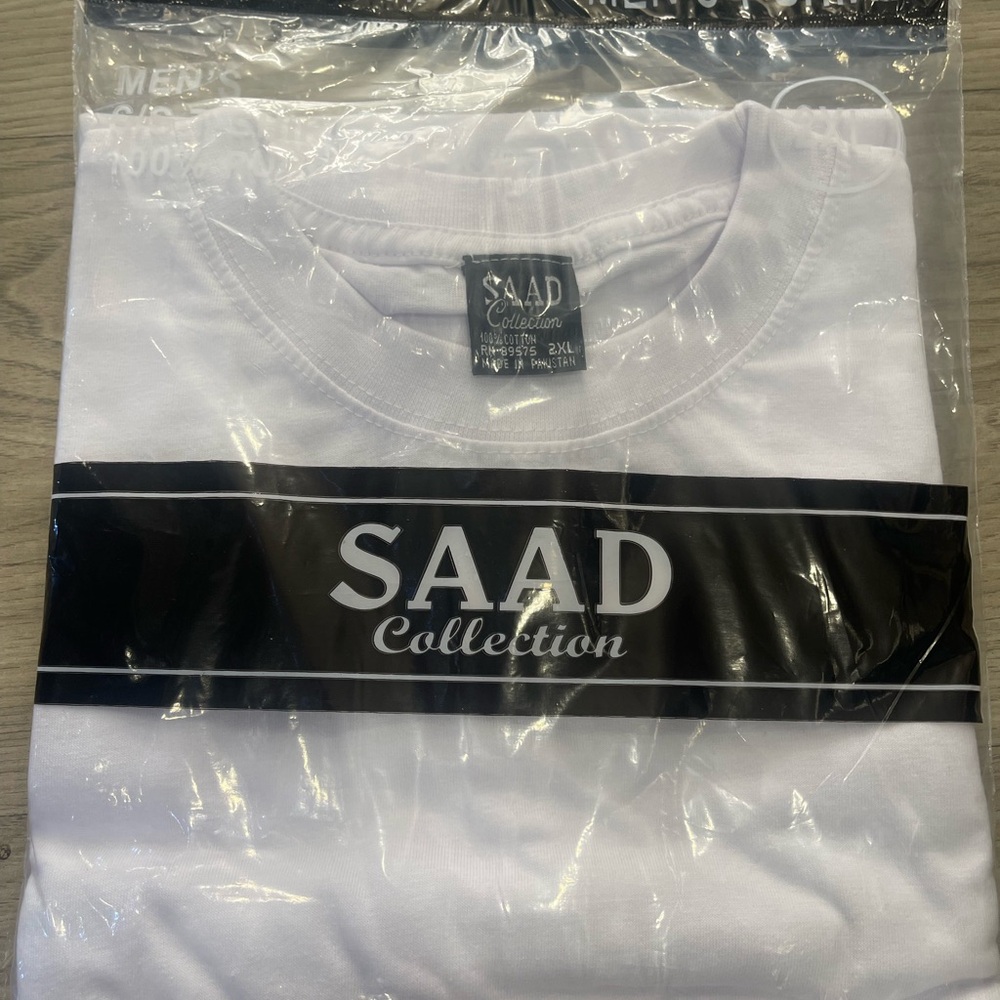 MEN'S
SAAD
Collection
100% COTTON
RN 89575 2XL
MADE IN PAKISTAN
SAAD
Collection